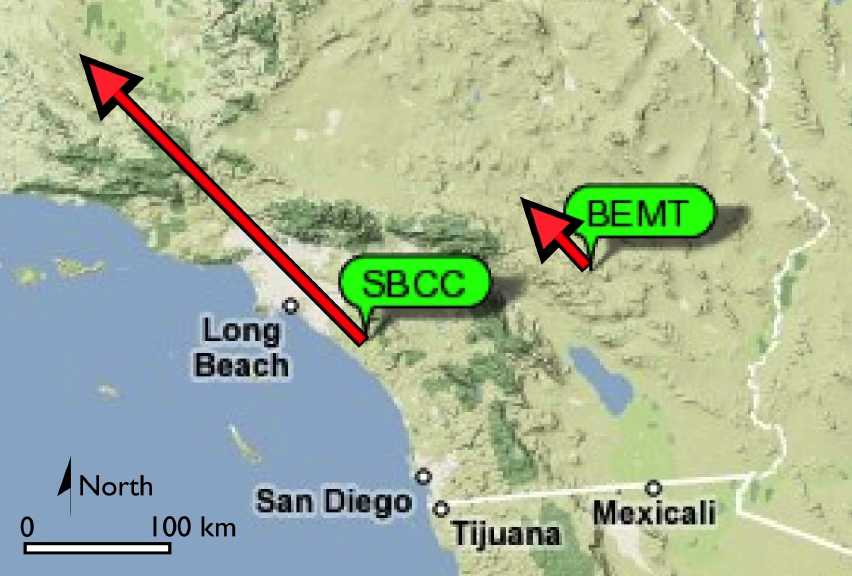 BEMT
SBCC
Long
Beach
North
San Diego
Tijuana
Mexicali
0 100 km